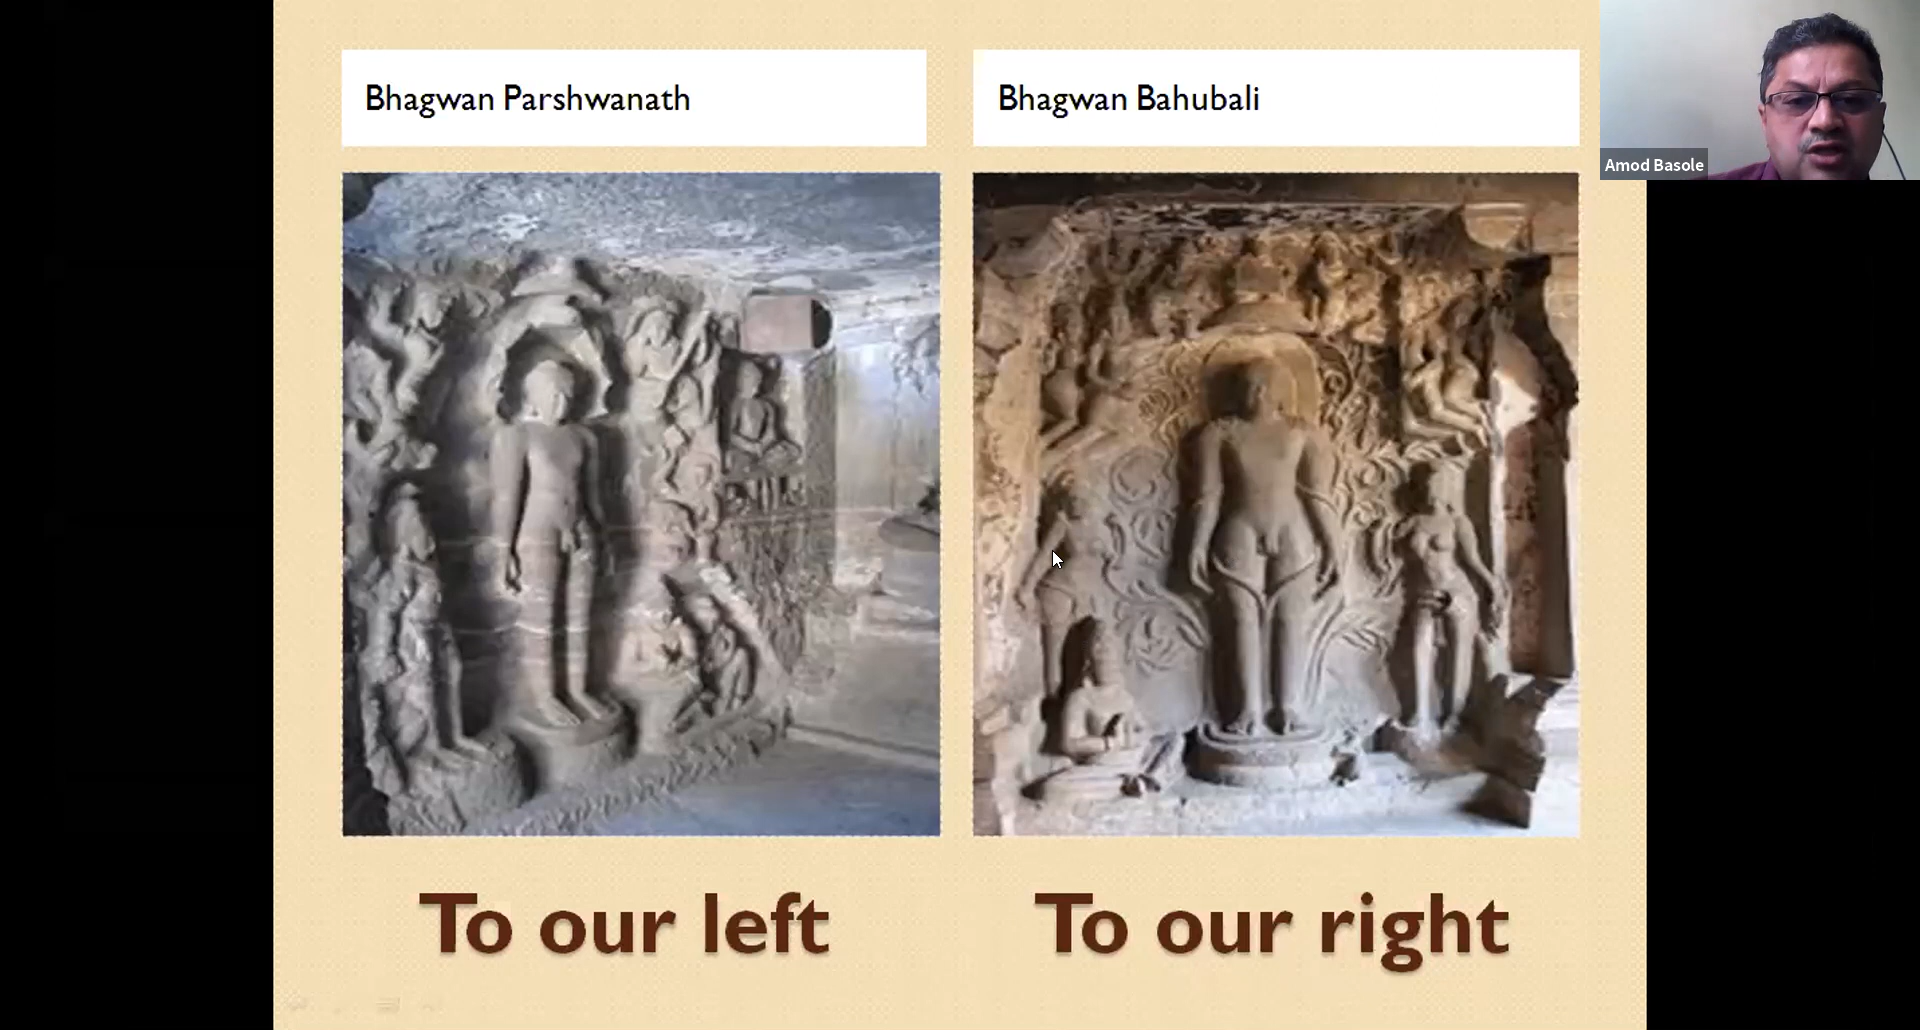 Bhagwan Parshwanath
Bhagwan Bahubali
Amod Basole
To our left
To our right